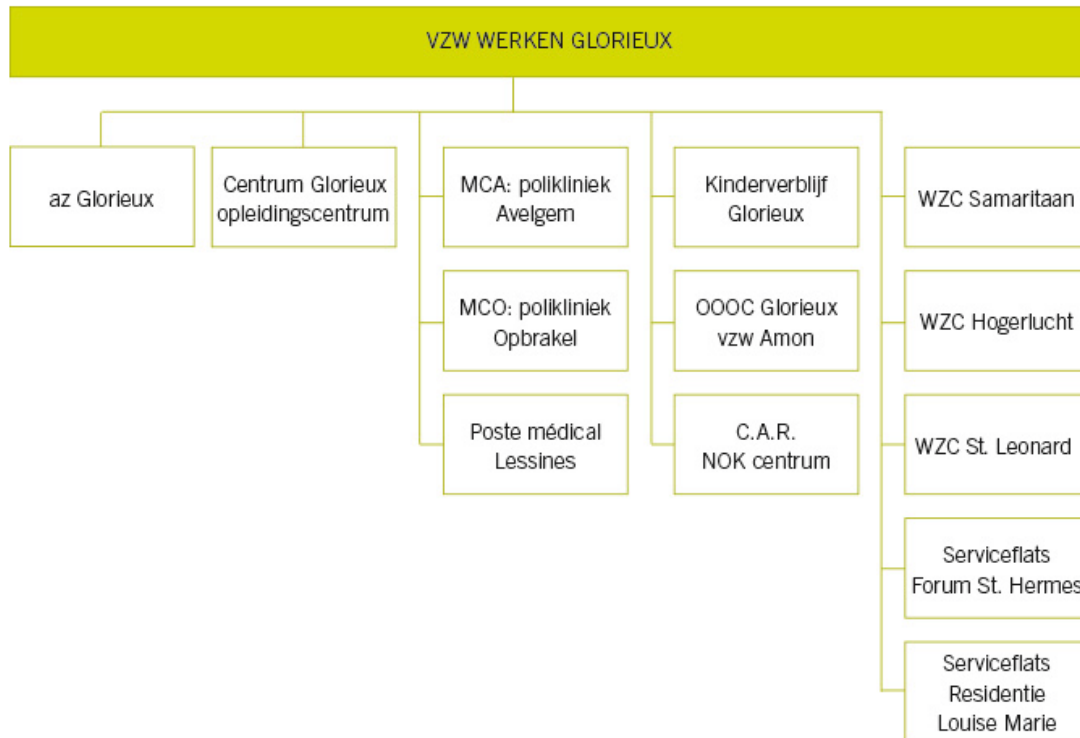 VZW WERKEN GLORIEUX
az Glorieux
Centrum Glorieux
opleidingscentrum
MCA: polikliniek
Avelgem
MCO: polikliniek
Opbrakel
Poste médical
Lessines
Kinderverblijf
Glorieux
OOOC Glorieux
vzw Amon
C.A.R.
NOK centrum
WZC Samaritaan
WZC Hogerlucht
WZC St. Leonard
Serviceflats
Forum St. Hermes
Serviceflats
Residentie
Louise Marie